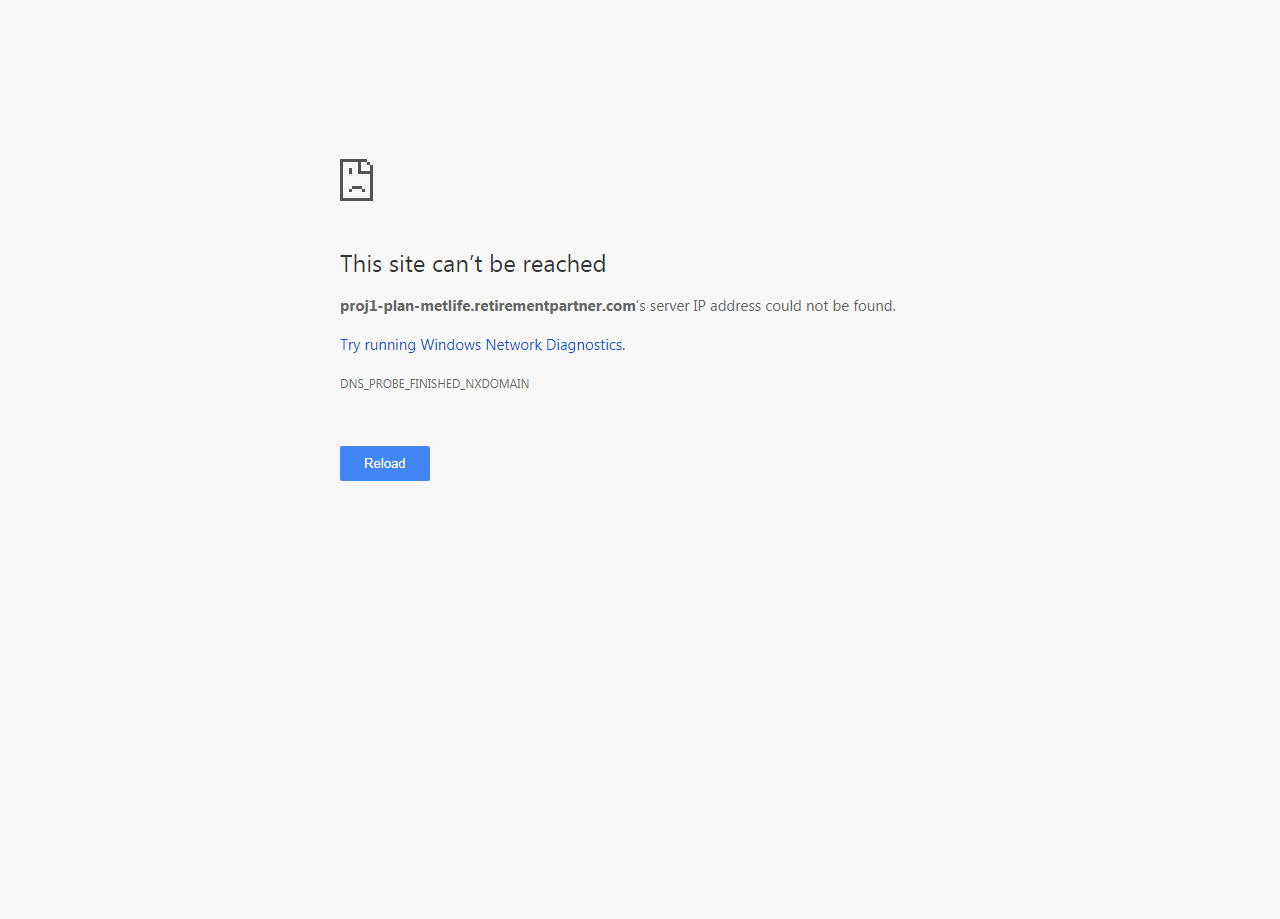 This site can’t be reached
proj1-plan-metlife.retirementpartner.com’s server IP address could not be found.
Try running Windows Network Diagnostics.
DNS_PROBE_FINISHED_NXDOMAIN
Reload